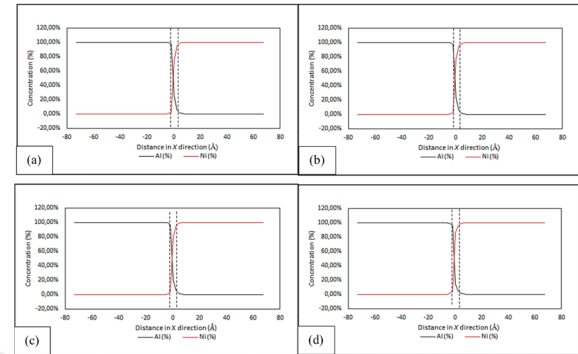 120,00%
100,00%
80,00%
60,00%
40,00%
20,00%
0,00%
-20,00%
Concentration (%)
-80 -60 -40 -20 0 20 40 60 80
Distance in X direction (Å)
Al(%) Ni(%)
(a)
120,00%
100,00%
80,00%
60,00%
40,00%
20,00%
0,00%
-20,00%
Concentration (%)
-80 -60 -40 -20 0 20 40 60 80
Distance in X direction (Å)
Al(%) Ni(%)
(b)
120,00%
100,00%
80,00%
60,00%
40,00%
20,00%
0,00%
-20,00%
Concentration (%)
-80 -60 -40 -20 0 20 40 60 80
Distance in X direction (Å)
Al(%) Ni(%)
(c)
120,00%
100,00%
80,00%
60,00%
40,00%
20,00%
0,00%
-20,00%
Concentration (%)
-80 -60 -40 -20 0 20 40 60 80
Distance in X direction (Å)
Al(%) Ni(%)
(d)